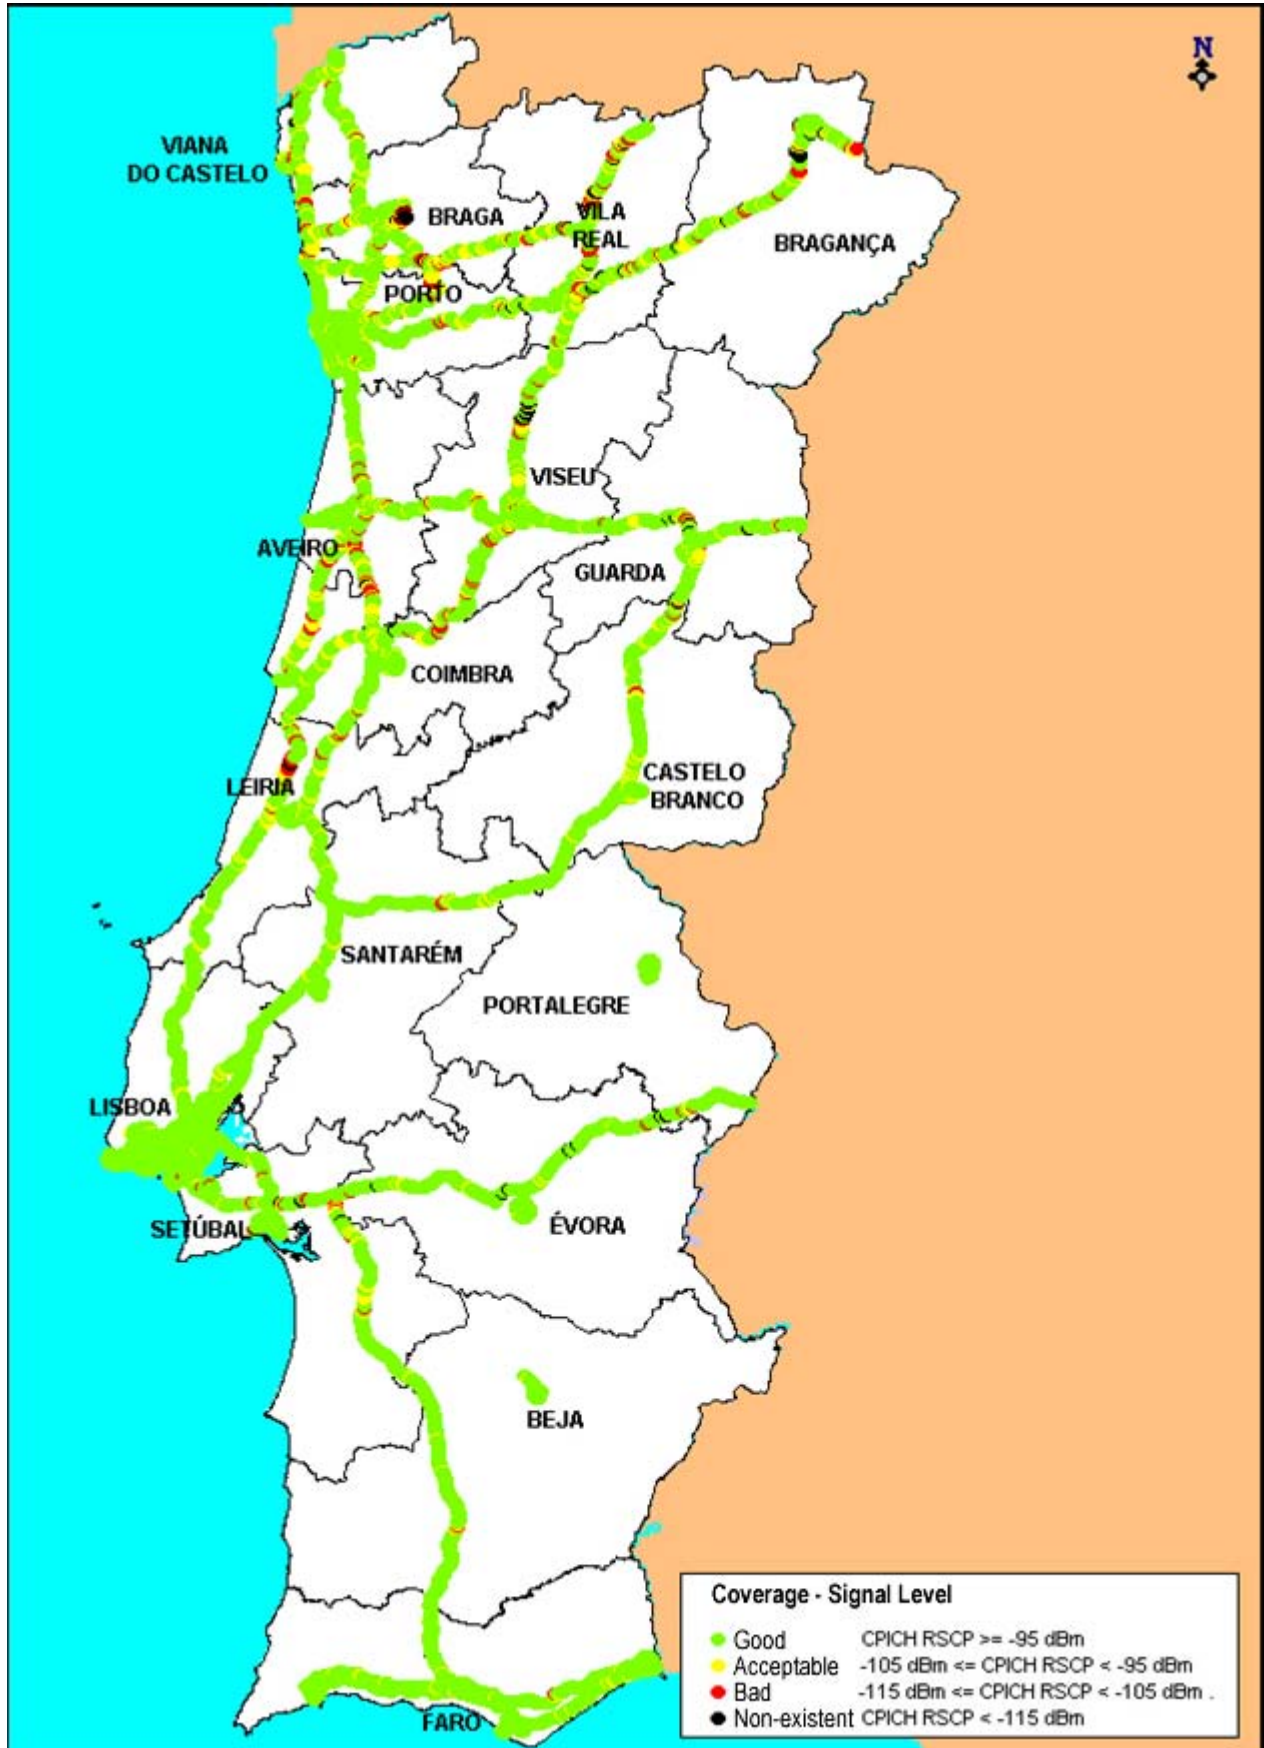 N
VIANA
DO CASTELO
BRAGA
VILA
REAL
BRAGANÇA
PORTO
VISEU
AVEIRO
GUARDA
COIMBRA
LEIRIA
CASTELO
BRANCO
SANTARÉM
PORTALEGRE
LISBOA
SETÚBAL
ÉVORA
BEJA
FARO
Coverage - Signal Level
Good CPICH RSCP >= -95 dBm
Acceptable -105 dBm <= CPICH RSCP < -95 dBm
Bad -115 dBm <= CPICH RSCP < -105 dBm .
Non-existent CPICH RSCP < -115 dBm